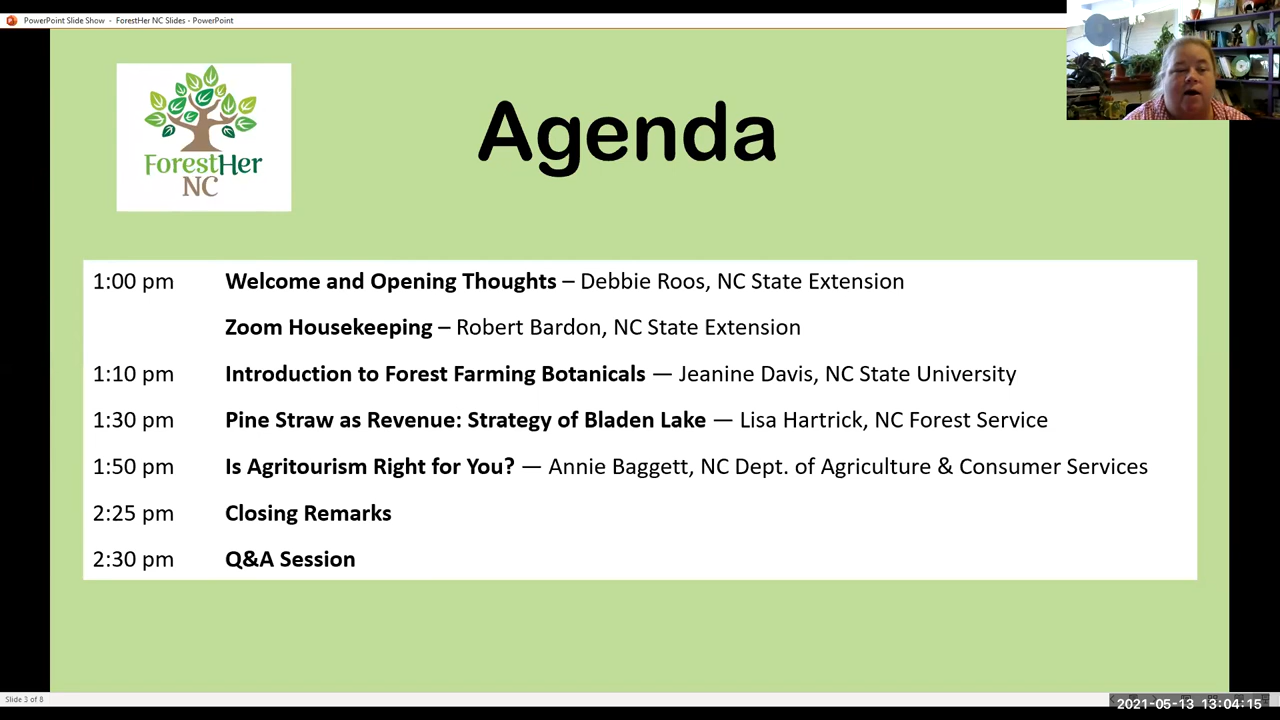 PowerPoint Slide Show - ForestHer NC Slides - PowerPoint
ForestHer
NC
Agenda
1:00 pm Welcome and Opening Thoughts – Debbie Roos, NC State Extension
Zoom Housekeeping – Robert Bardon, NC State Extension
1:10 pm Introduction to Forest Farming Botanicals — Jeanine Davis, NC State University
1:30 pm Pine Straw as Revenue: Strategy of Bladen Lake — Lisa Hartrick, NC Forest Service
1:50 pm Is Agritourism Right for You? — Annie Baggett, NC Dept. of Agriculture & Consumer Services
2:25 pm Closing Remarks
2:30 pm Q&A Session
Slide 3 of 8
2021-05-13 13:04:15